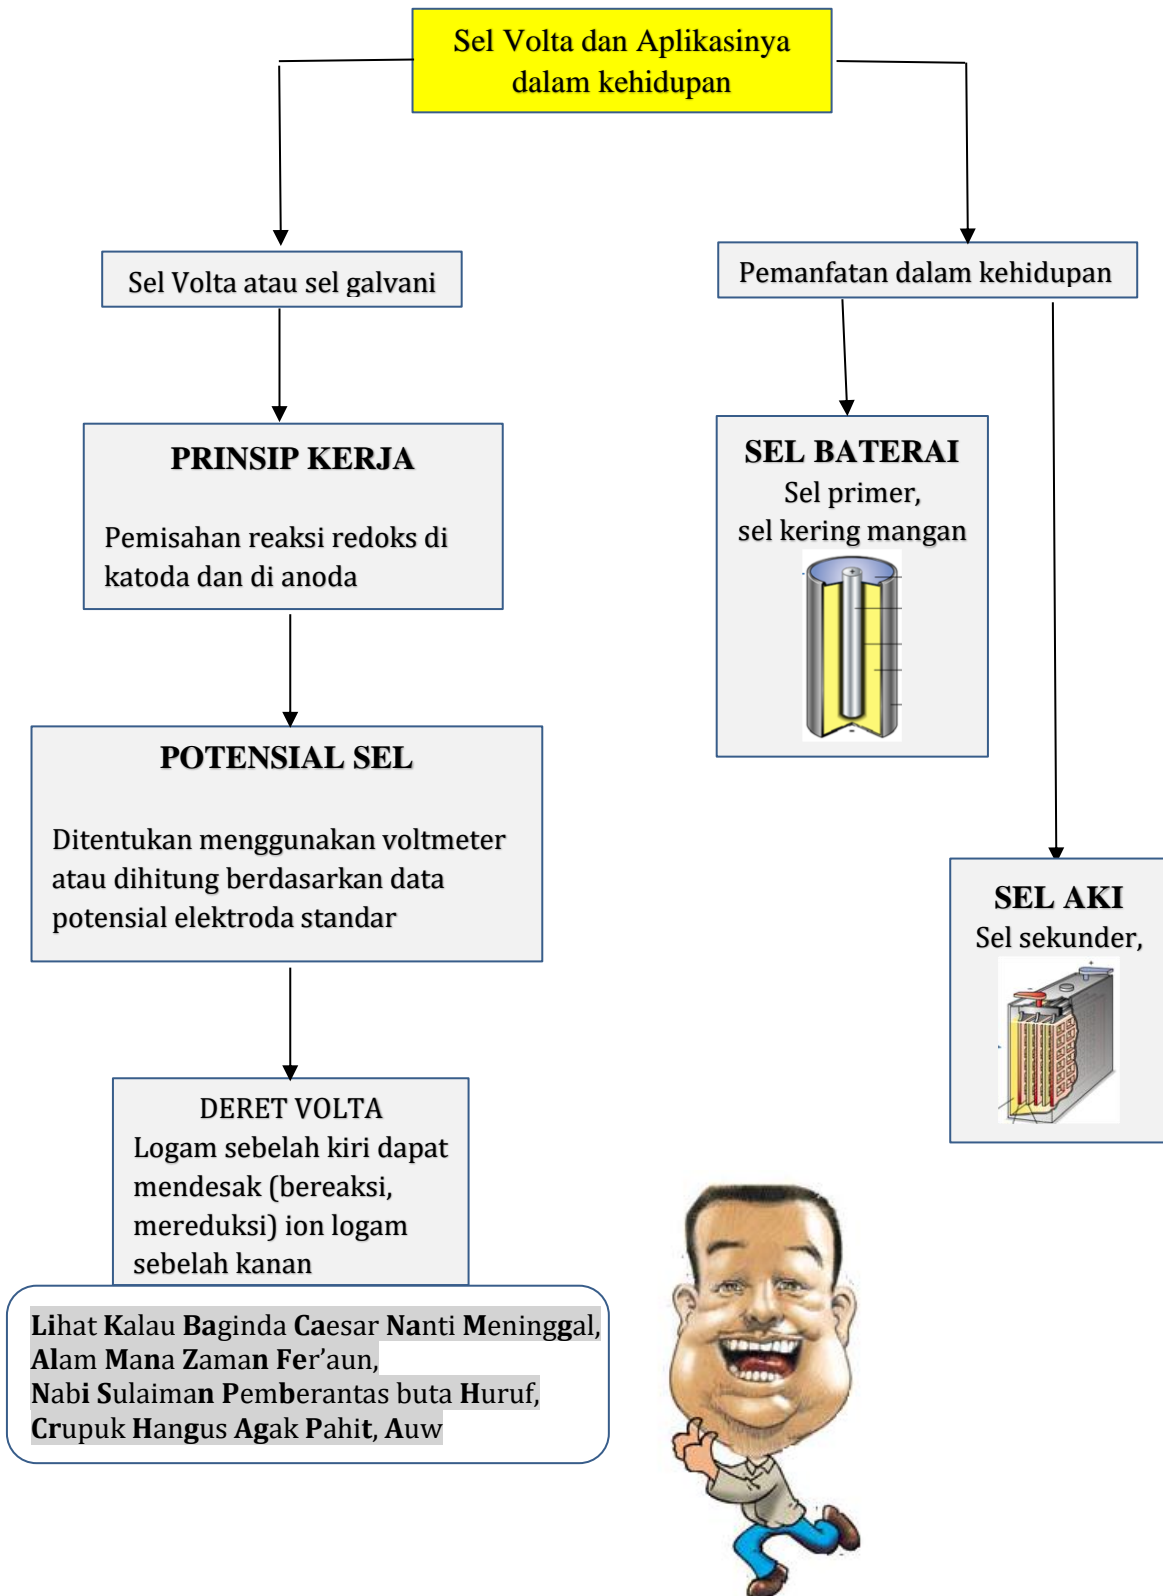 Sel Volta dan Aplikasinya
dalam kehidupan
Sel Volta atau sel galvani
Pemanfatan dalam kehidupan
PRINSIP KERJA
Pemisahan reaksi redoks di
katoda dan di anoda
SEL BATERAI
Sel primer,
sel kering mangan
+
-
POTENSIAL SEL
Ditentukan menggunakan voltmeter
atau dihitung berdasarkan data
potensial elektroda standar
SEL AKI
Sel sekunder,
+
-
DERET VOLTA
Logam sebelah kiri dapat
mendesak (bereaksi,
mereduksi) ion logam
sebelah kanan
Lihat Kalau Baginda Caesar Nanti Meninggal,
Alam Mana Zaman Fer’aun,
Nabi Sulaiman Pemberantas buta Huruf,
Crupuk Hangus Agak Pahit, Auw